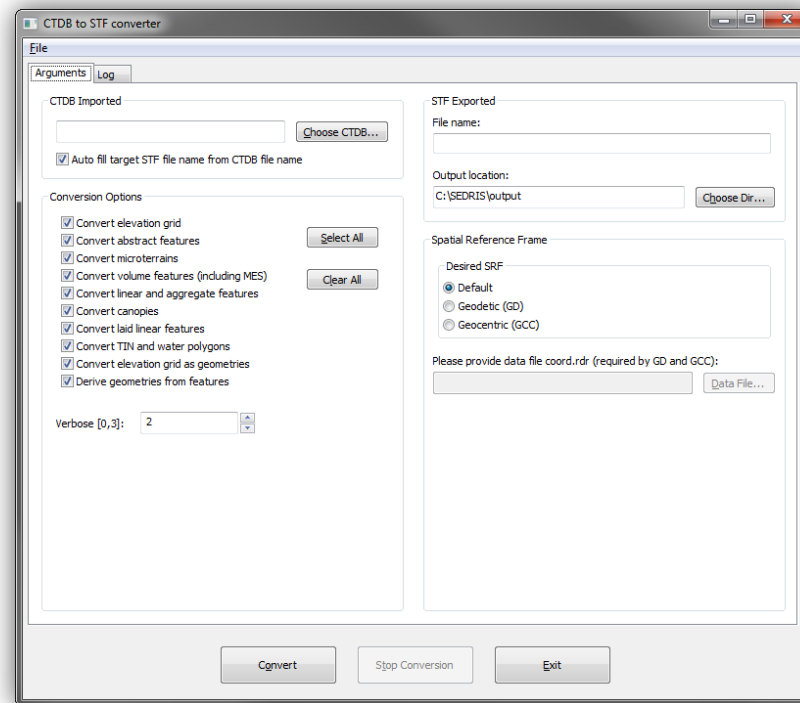 CTDB to STF converter
File
Arguments
Log
CTDB Imported
Choose CTDB...
Auto fill target STF file name from CTDB file name
Conversion Options
Convert elevation grid
Convert abstract features
Convert microterrains
Convert volume features (including MES)
Convert linear and aggregate features
Convert canopies
Convert laid linear features
Convert TIN and water polygons
Convert elevation grid as geometries
Derive geometries from features
Select All
Clear All
Verbose [0,3]:
2
STF Exported
File name:
Output location:
C:\SEDRIS\output
Choose Dir...
Spatial Reference Frame
Desired SRF
Default
Geodetic (GD)
Geocentric (GCC)
Please provide data file coord.rdr (required by GD and GCC):
Data File...
Convert
Stop Conversion
Exit